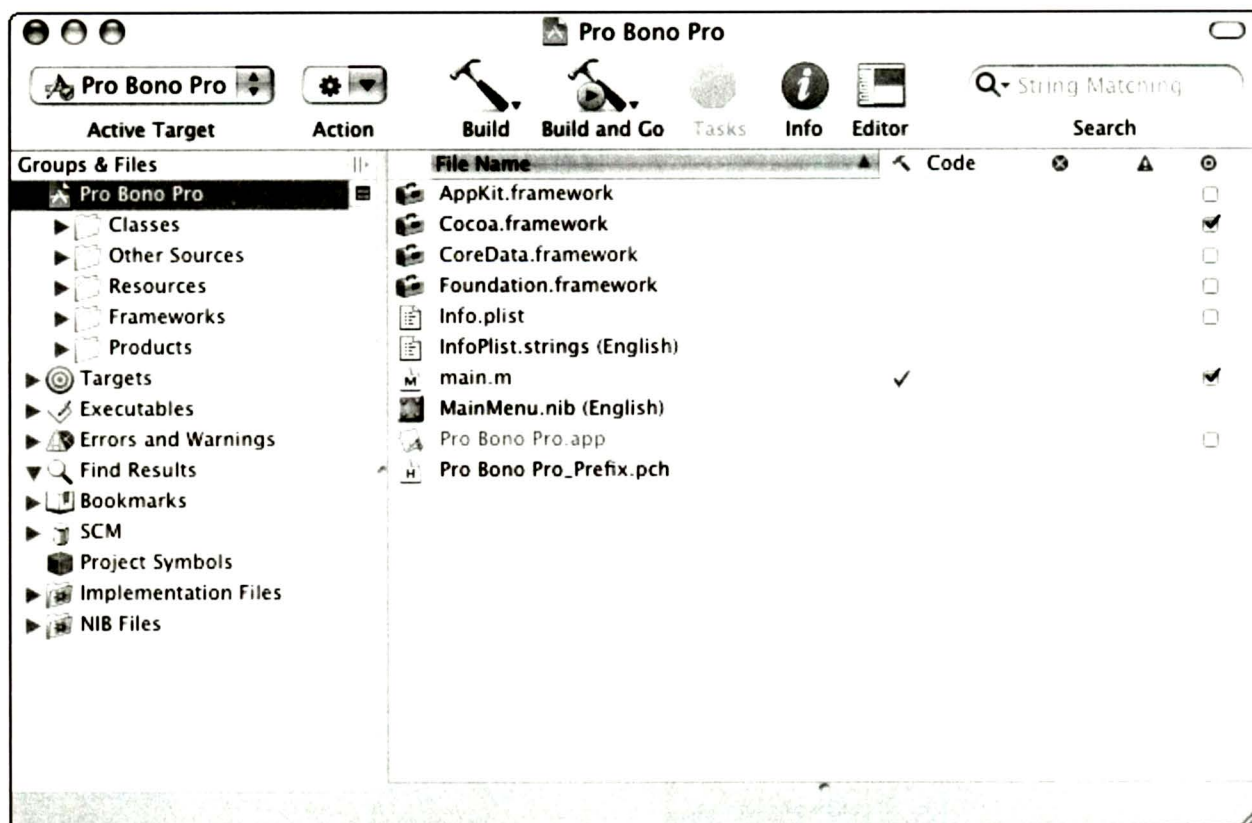 Pro Bono Pro
Pro Bono Pro
String Matching
Active Target
Action
Build
Build and Go
Tasks
Info
Editor
Search
Groups & Files
Pro Bono Pro
Classes
Other Sources
Resources
Frameworks
Products
Targets
Executables
Errors and Warnings
Find Results
Bookmarks
SCM
Project Symbols
Implementation Files
NIB Files
File Name
Code
AppKit.framework
Cocoa.framework
CoreData.framework
Foundation.framework
Info.plist
InfoPlist.strings (English)
main.m
MainMenu.nib (English)
Pro Bono Pro.app
Pro Bono Pro_Prefix.pch